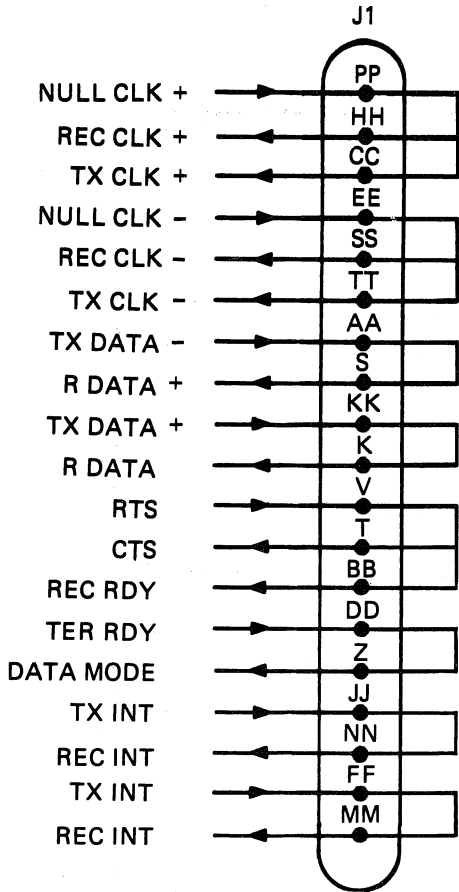 J1
PP
NULL CLK +
HH
REC CLK +
CC
TX CLK +
EE
NULL CLK -
SS
REC CLK -
TT
TX CLK -
AA
TX DATA -
S
R DATA +
KK
TX DATA +
K
R DATA
V
RTS
T
CTS
BB
REC RDY
DD
TER RDY
Z
DATA MODE
JJ
TX INT
NN
REC INT
FF
TX INT
MM
REC INT